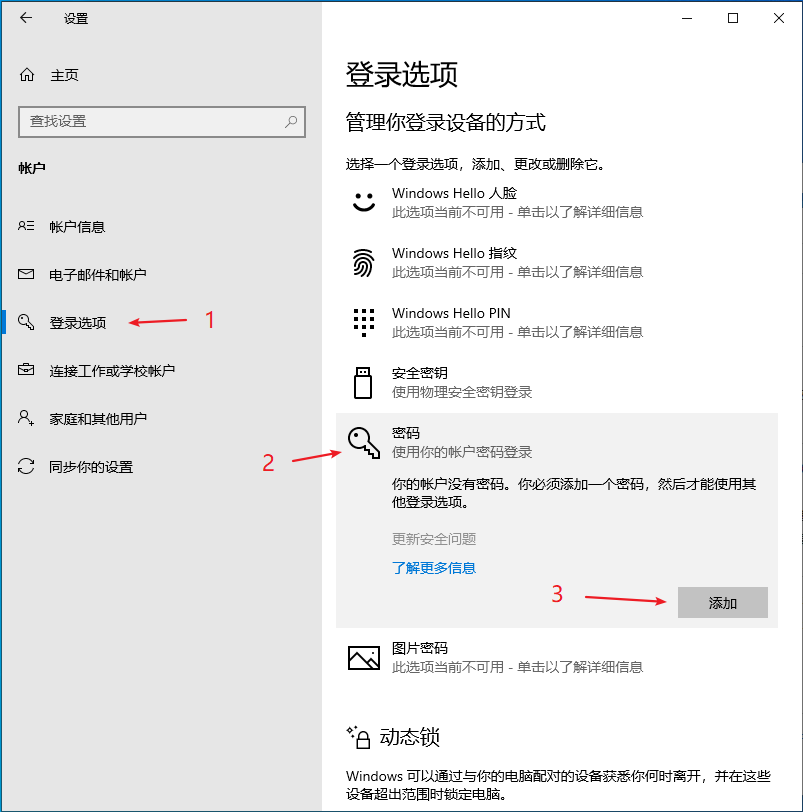 设置
主页
查找设置
帐户
帐户信息
电子邮件和帐户
登录选项
1
连接工作或学校帐户
家庭和其他用户
同步你的设置
登录选项
管理你登录设备的方式
选择一个登录选项，添加、更改或删除它。
Windows Hello 人脸
此选项当前不可用 - 单击以了解详细信息
Windows Hello 指纹
此选项当前不可用 - 单击以了解详细信息
Windows Hello PIN
此选项当前不可用 - 单击以了解详细信息
安全密钥
使用物理安全密钥登录
2
密码
使用你的帐户密码登录
你的帐户没有密码。你必须添加一个密码，然后才能使用其
他登录选项。
更新安全问题
了解更多信息
3
添加
图片密码
此选项当前不可用 - 单击以了解详细信息
动态锁
Windows 可以通过与你的电脑配对的设备获悉你何时离开，并在这些
设备超出范围时锁定电脑。